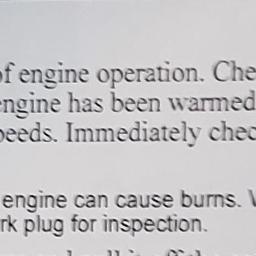 of engine operation. Che
engine has been warmed
peeds. Immediately chec
engine can cause burns. W
rk plug for inspection.